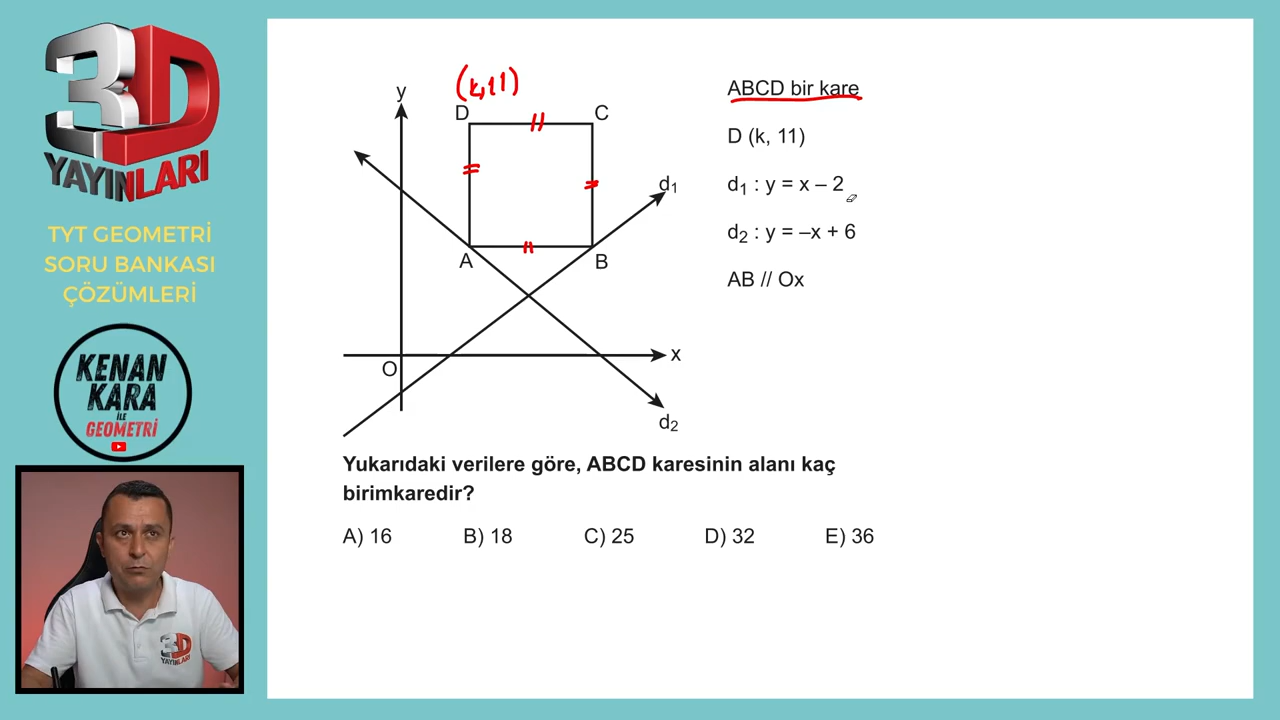 3D
YAYINLARI
TYT GEOMETRİ
SORU BANKASI
ÇÖZÜMLERİ
KENAN
KARA
İLE
GEOMETRİ
3D
YAYINLARI
(k,11)
y
D
C
d1
A
B
O
x
d2
ABCD bir kare
D (k, 11)
d1 : y = x – 2
d2 : y = –x + 6
AB // Ox
Yukarıdaki verilere göre, ABCD karesinin alanı kaç
birimkaredir?
A) 16 B) 18 C) 25 D) 32 E) 36